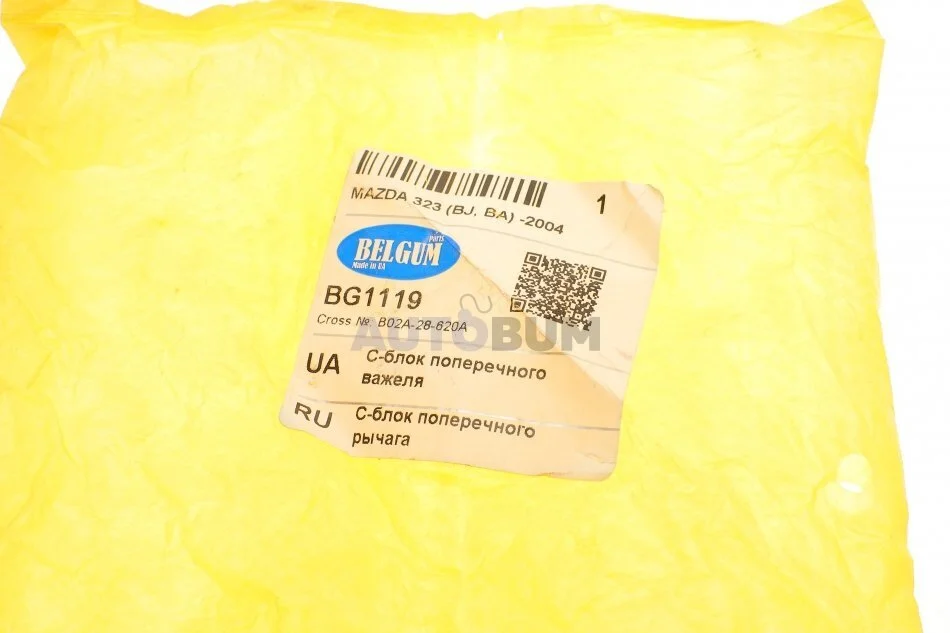 MAZDA 323 (BJ, BA) -2004
1
BELGUM
parts
Made in UA
BG1119
Cross №: B02A-28-620A
AUTOBUM
UA С-блок поперечного
важеля
RU С-блок поперечного
рычага